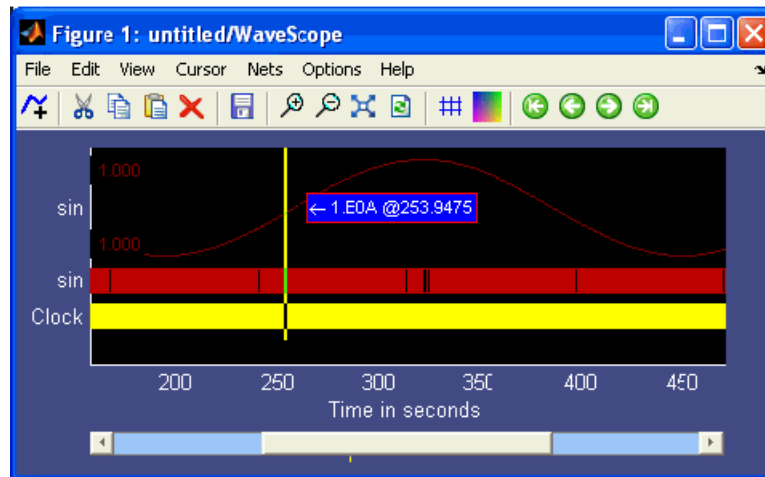 Figure 1: untitled/WaveScope
File Edit View Cursor Nets Options Help
1.000
sin
← 1.E0A @253.9475
1.000
sin
Clock
200 250 300 350 400 450
Time in seconds